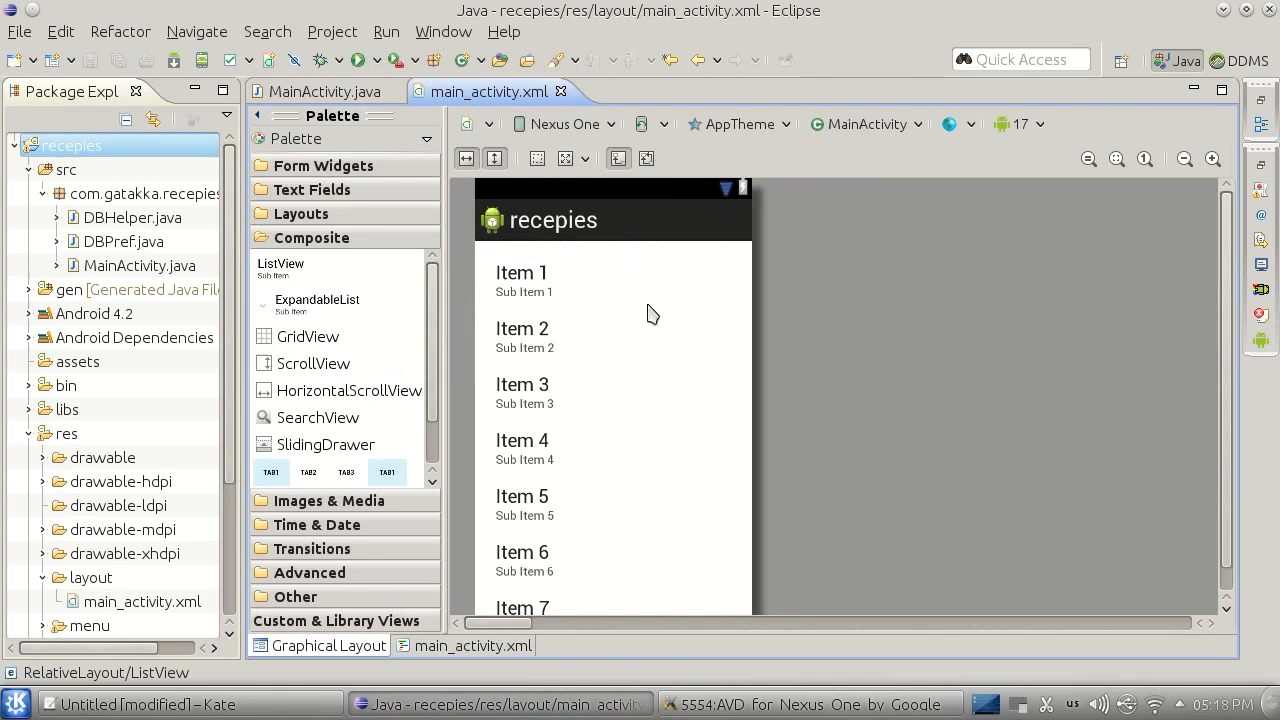 Java - recepies/res/layout/main_activity.xml - Eclipse
File Edit Refactor Navigate Search Project Run Window Help
Quick Access
Java
DDMS
Package Expl
MainActivity.java
main_activity.xml
recepies
src
com.gatakka.recepies
DBHelper.java
DBPref.java
MainActivity.java
gen [Generated Java Fil
Android 4.2
Android Dependencies
assets
bin
libs
res
drawable
drawable-hdpi
drawable-ldpi
drawable-mdpi
drawable-xhdpi
layout
main_activity.xml
menu
Palette
Palette
Form Widgets
Text Fields
Layouts
Composite
ListView
Sub Item
ExpandableList
Sub Item
GridView
ScrollView
HorizontalScrollView
SearchView
SlidingDrawer
TAB1 TAB2 TAB3 TAB1
Images & Media
Time & Date
Transitions
Advanced
Other
Custom & Library Views
Nexus One AppTheme MainActivity 17
recepies
Item 1
Sub Item 1
Item 2
Sub Item 2
Item 3
Sub Item 3
Item 4
Sub Item 4
Item 5
Sub Item 5
Item 6
Sub Item 6
Item 7
Graphical Layout
main_activity.xml
RelativeLayout/ListView
Untitled [modified] - Kate
Java - recepies/res/layout/main_activity
5554:AVD for Nexus One by Google
us
05:18 PM